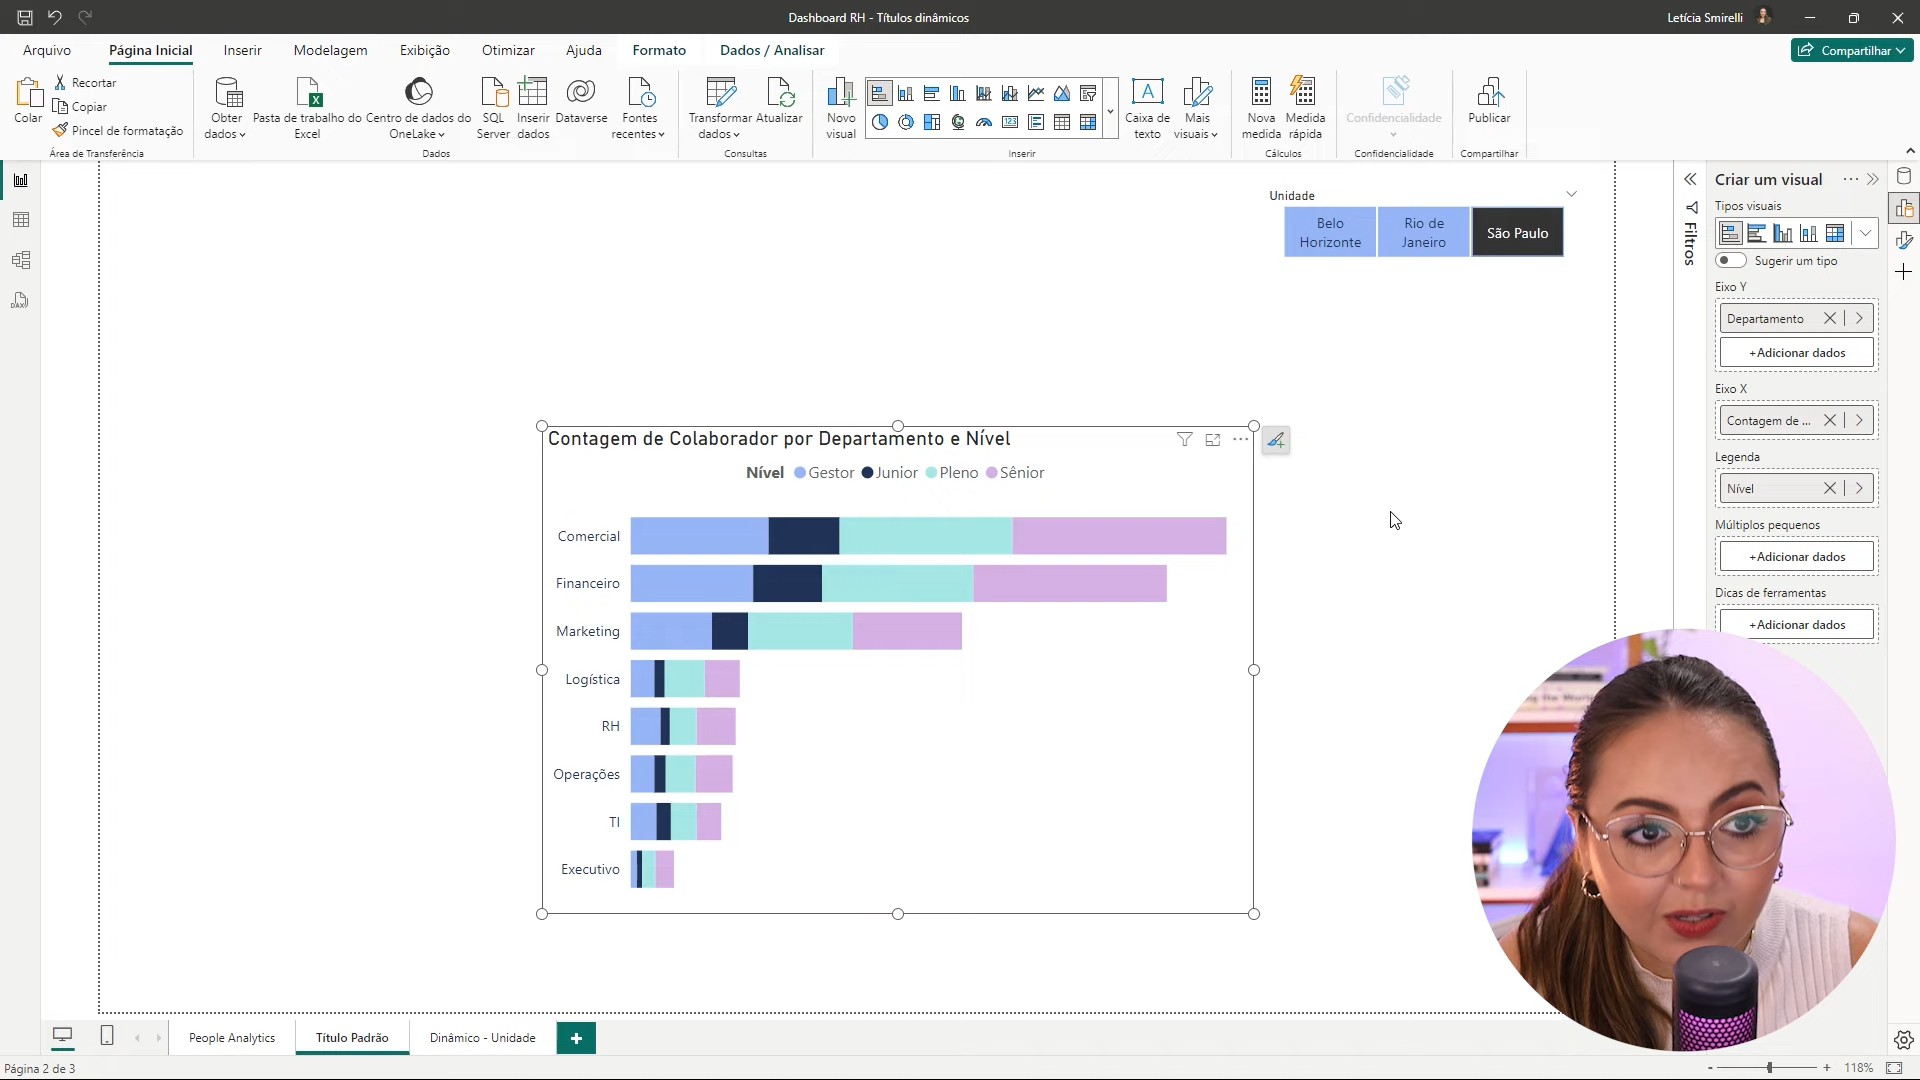 Dashboard RH - Títulos dinâmicos
Letícia Smirelli
Arquivo
Página Inicial
Inserir
Modelagem
Exibição
Otimizar
Ajuda
Formato
Dados / Analisar
Compartilhar
Colar
Recortar
Copiar
Pincel de formatação
Área de Transferência
Obter
dados
Pasta de trabalho do
Excel
Centro de dados do
OneLake
SQL
Server
Inserir
dados
Dataverse
Fontes
recentes
Dados
Transformar
dados
Atualizar
Consultas
Novo
visual
Caixa de
texto
Mais
visuais
Inserir
Nova
medida
Medida
rápida
Cálculos
Confidencialidade
Confidencialidade
Publicar
Compartilhar
Unidade
Belo
Horizonte
Rio de
Janeiro
São Paulo
Contagem de Colaborador por Departamento e Nível
Nível
Gestor
Junior
Pleno
Sênior
Comercial
Financeiro
Marketing
Logística
RH
Operações
TI
Executivo
Filtros
Criar um visual
Tipos visuais
Sugerir um tipo
Eixo Y
Departamento
+Adicionar dados
Eixo X
Contagem de ...
Legenda
Nível
Múltiplos pequenos
+Adicionar dados
Dicas de ferramentas
+Adicionar dados
People Analytics
Título Padrão
Dinâmico - Unidade
Página 2 de 3
118%